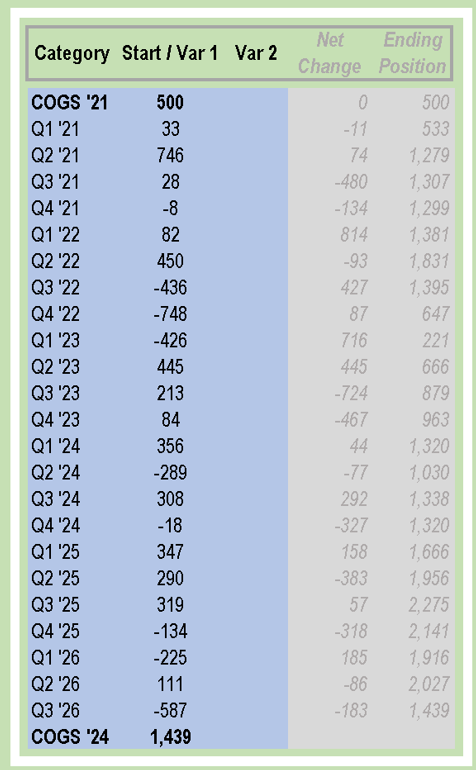 Category Start / Var 1 Var 2 Net Change Ending Position
COGS '21 500 0 500
Q1 '21 33 -11 533
Q2 '21 746 74 1,279
Q3 '21 28 -480 1,307
Q4 '21 -8 -134 1,299
Q1 '22 82 814 1,381
Q2 '22 450 -93 1,831
Q3 '22 -436 427 1,395
Q4 '22 -748 87 647
Q1 '23 -426 716 221
Q2 '23 445 445 666
Q3 '23 213 -724 879
Q4 '23 84 -467 963
Q1 '24 356 44 1,320
Q2 '24 -289 -77 1,030
Q3 '24 308 292 1,338
Q4 '24 -18 -327 1,320
Q1 '25 347 158 1,666
Q2 '25 290 -383 1,956
Q3 '25 319 57 2,275
Q4 '25 -134 -318 2,141
Q1 '26 -225 185 1,916
Q2 '26 111 -86 2,027
Q3 '26 -587 -183 1,439
COGS '24 1,439